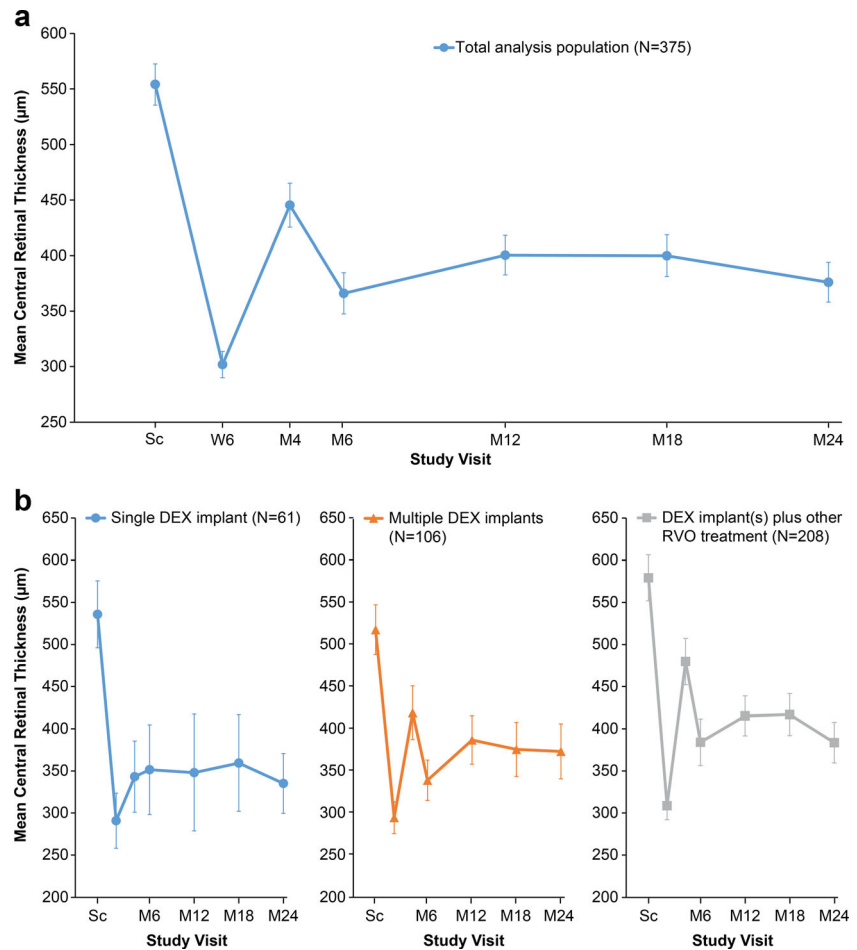 a
600
550
500
450
400
350
300
250
Mean Central Retinal Thickness (µm)
Total analysis population (N=375)
Sc W6 M4 M6 M12 M18 M24
Study Visit
b
650
600
550
500
450
400
350
300
250
200
Mean Central Retinal Thickness (µm)
Single DEX implant (N=61)
Sc M6 M12 M18 M24
Study Visit
650
600
550
500
450
400
350
300
250
200
Multiple DEX implants
(N=106)
Sc M6 M12 M18 M24
Study Visit
650
600
550
500
450
400
350
300
250
200
DEX implant(s) plus other
RVO treatment (N=208)
Sc M6 M12 M18 M24
Study Visit